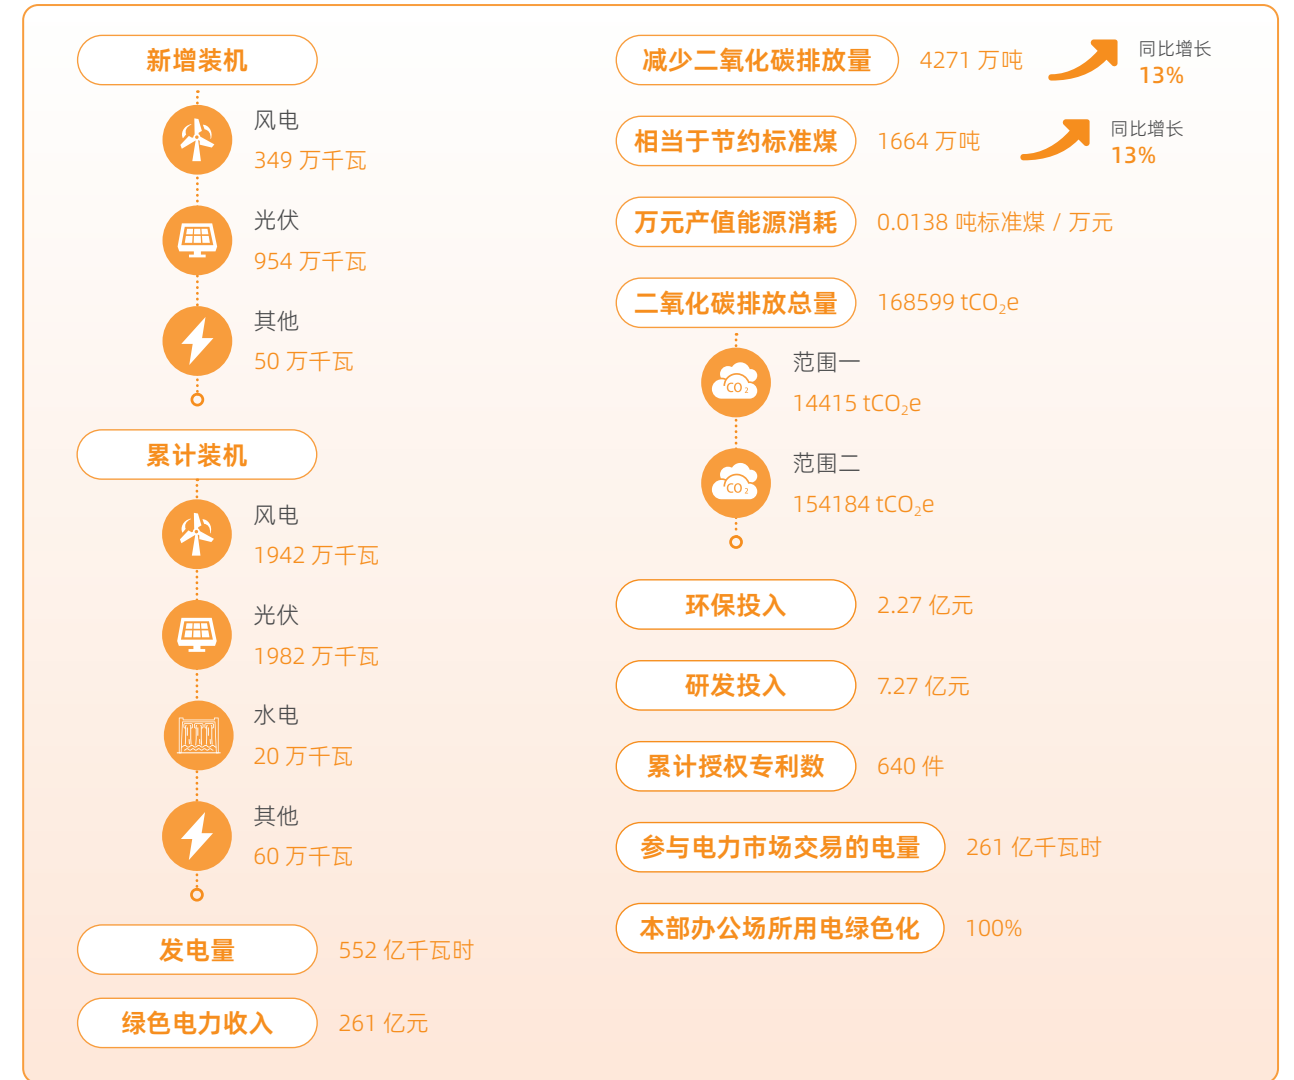 新增装机
风电
349 万千瓦
光伏
954 万千瓦
其他
50 万千瓦
累计装机
风电
1942 万千瓦
光伏
1982 万千瓦
水电
20 万千瓦
其他
60 万千瓦
发电量
552 亿千瓦时
绿色电力收入
261 亿元
减少二氧化碳排放量
4271 万吨
同比增长
13%
相当于节约标准煤
1664 万吨
同比增长
13%
万元产值能源消耗
0.0138 吨标准煤 / 万元
二氧化碳排放总量
168599 tCO₂e
CO₂
范围一
14415 tCO₂e
CO₂
范围二
154184 tCO₂e
环保投入
2.27 亿元
研发投入
7.27 亿元
累计授权专利数
640 件
参与电力市场交易的电量
261 亿千瓦时
本部办公场所用电绿色化
100%